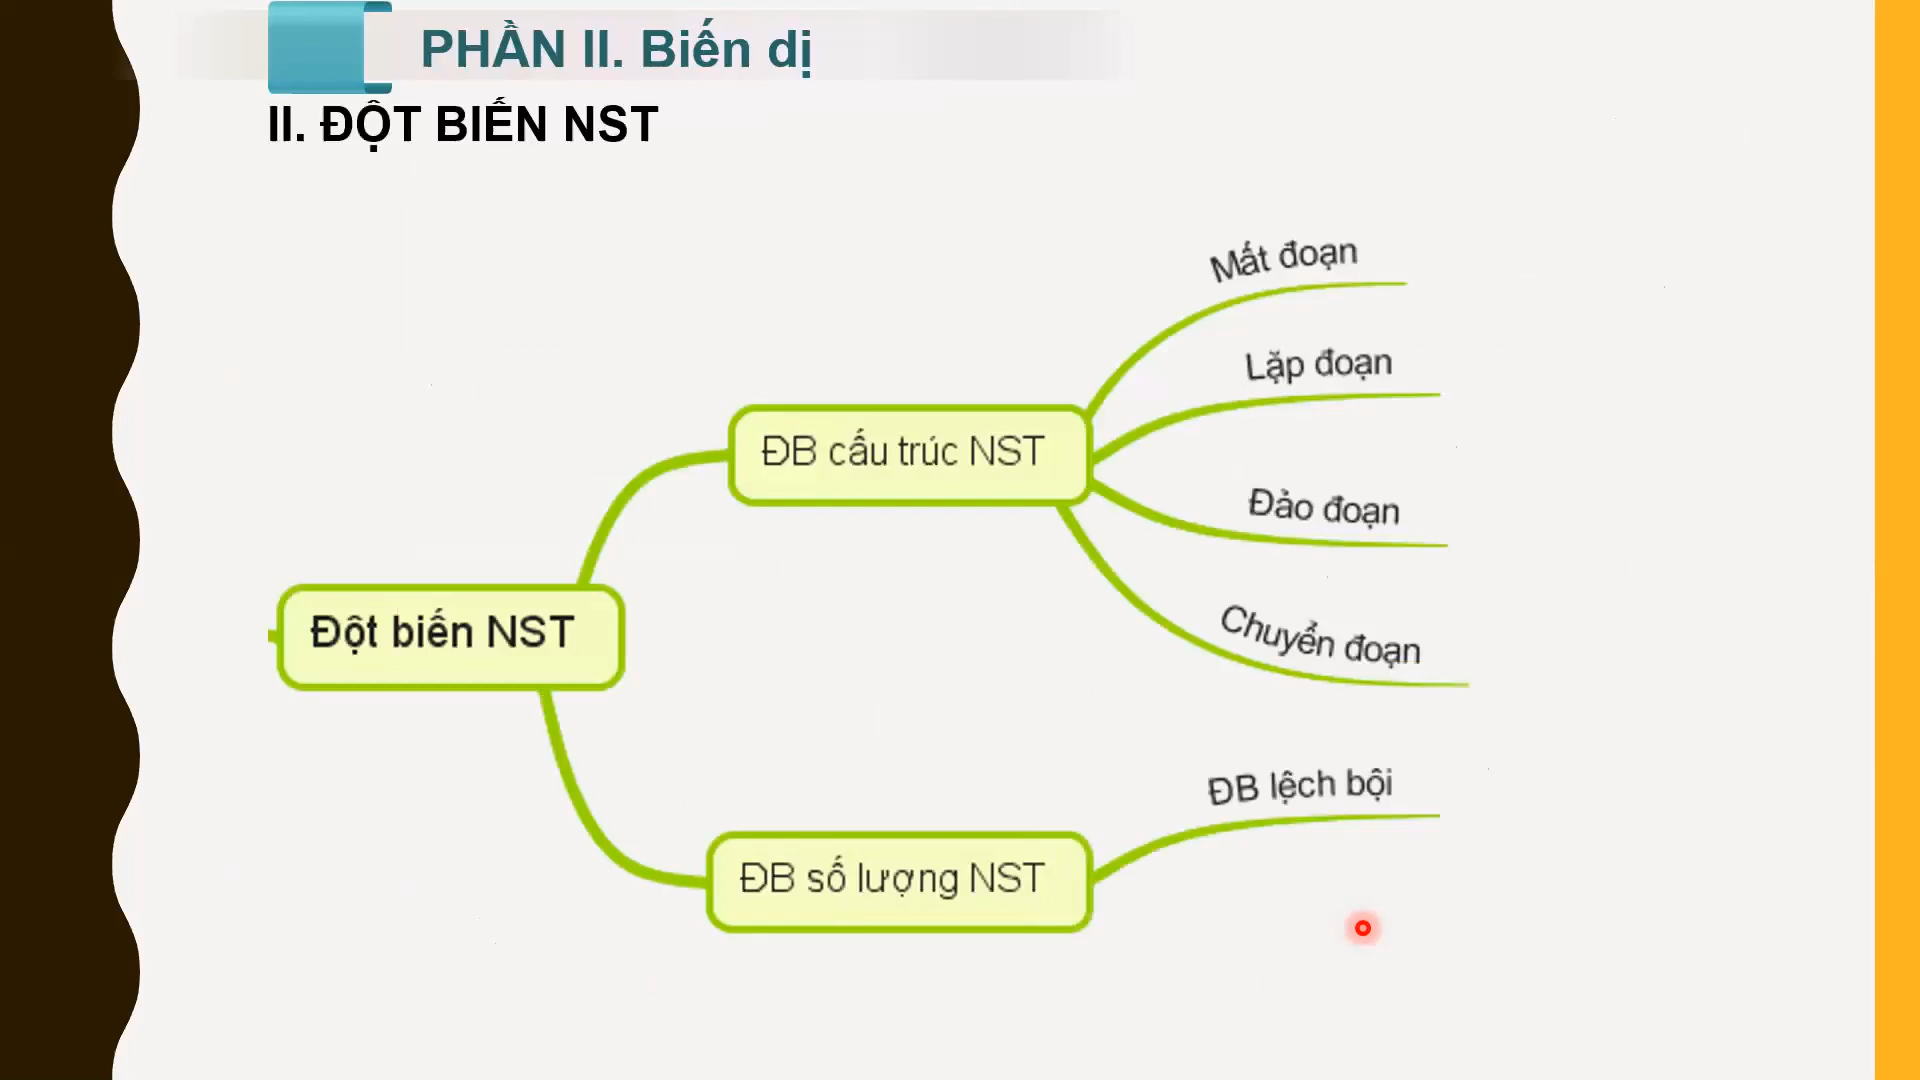 PHẦN II. Biến dị
II. ĐỘT BIẾN NST
Mất đoạn
Lặp đoạn
ĐB cấu trúc NST
Đảo đoạn
Chuyển đoạn
Đột biến NST
ĐB lệch bội
ĐB số lượng NST